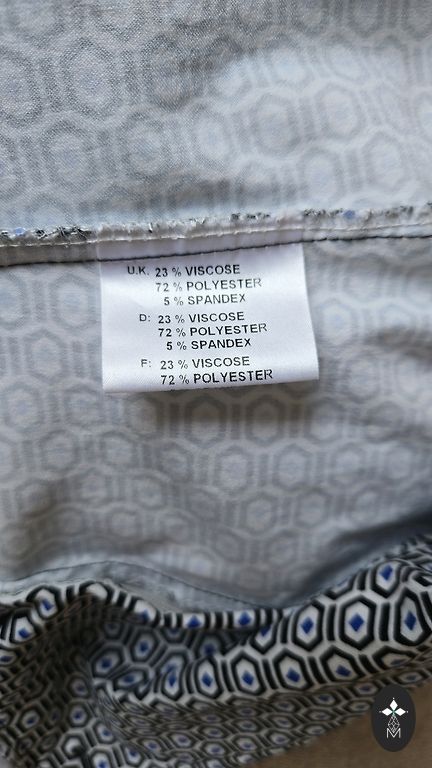 U.K. 23 % VISCOSE
72 % POLYESTER
5 % SPANDEX
D: 23 % VISCOSE
72 % POLYESTER
5 % SPANDEX
F: 23 % VISCOSE
72 % POLYESTER
M